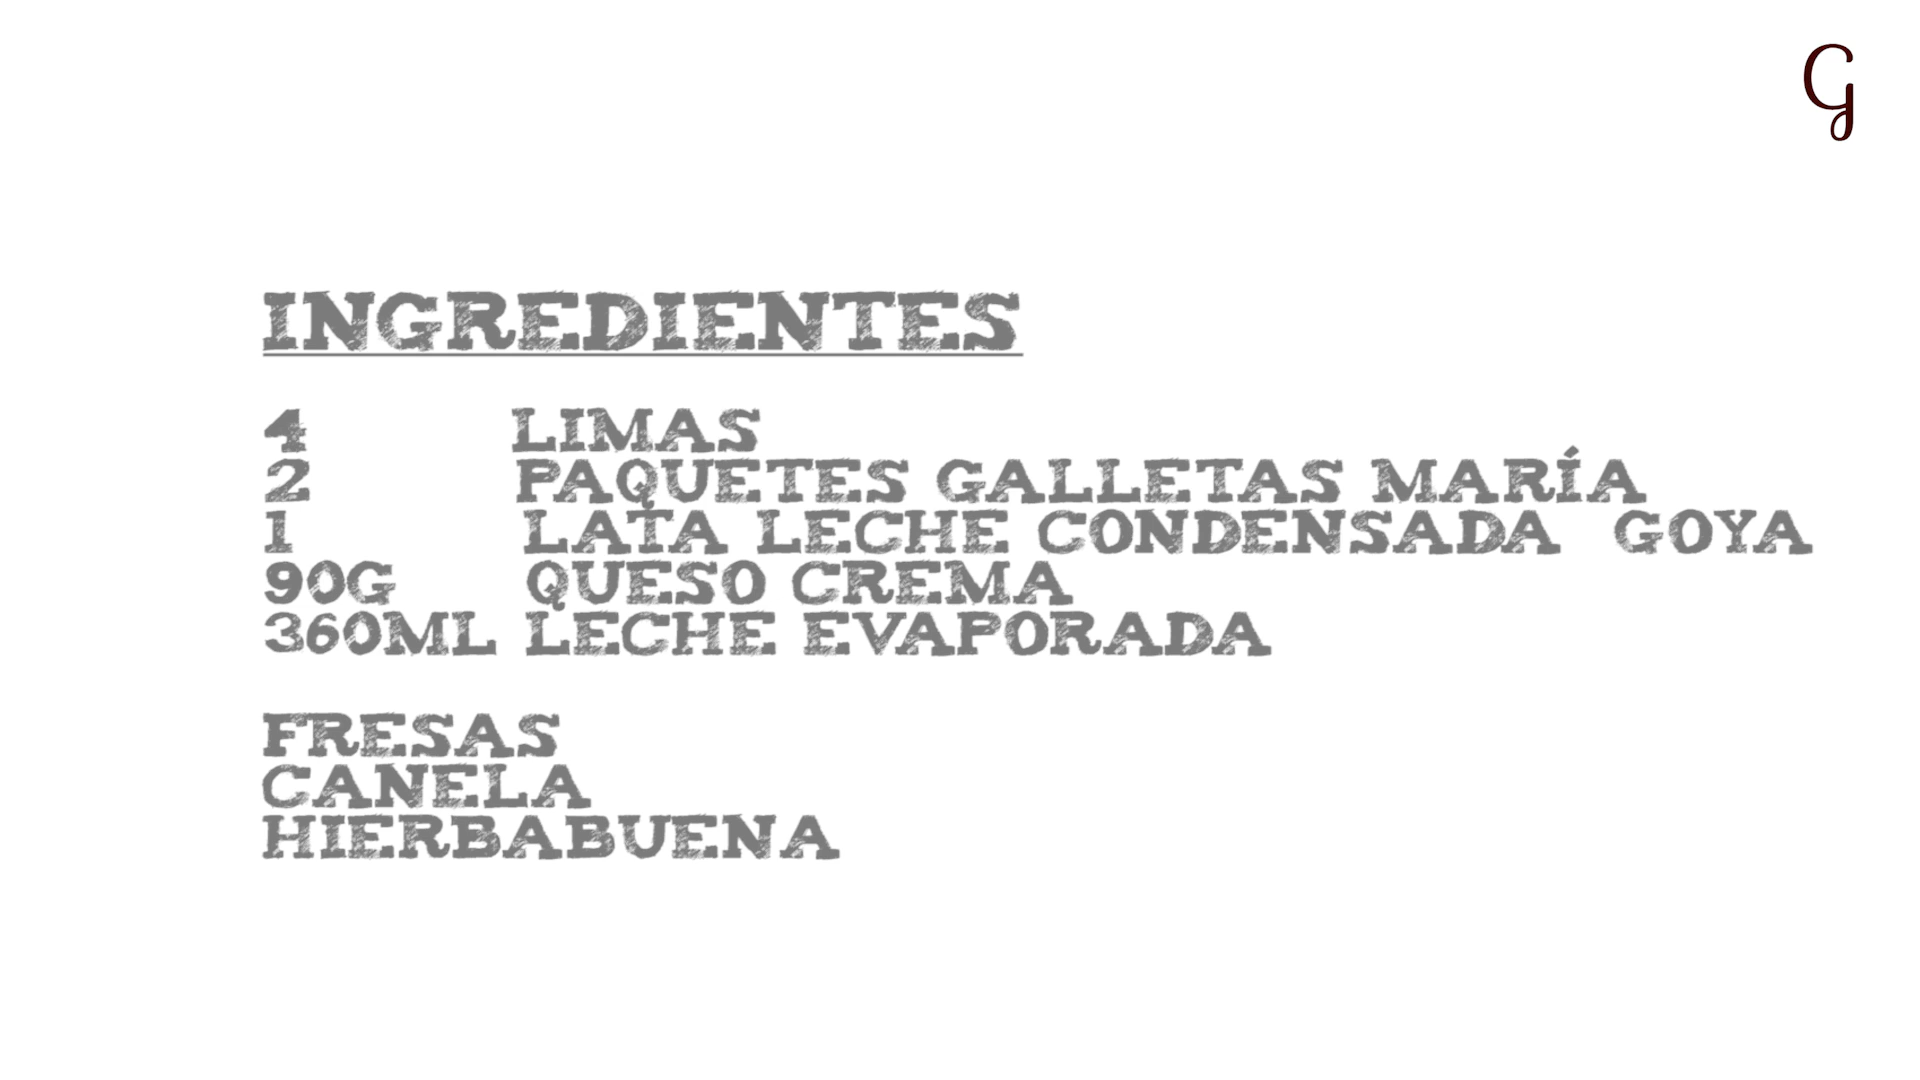 G
INGREDIENTES
4 LIMAS
2 PAQUETES GALLETAS MARÍA
1 LATA LECHE CONDENSADA GOYA
90G QUESO CREMA
360ML LECHE EVAPORADA
FRESAS
CANELA
HIERBABUENA